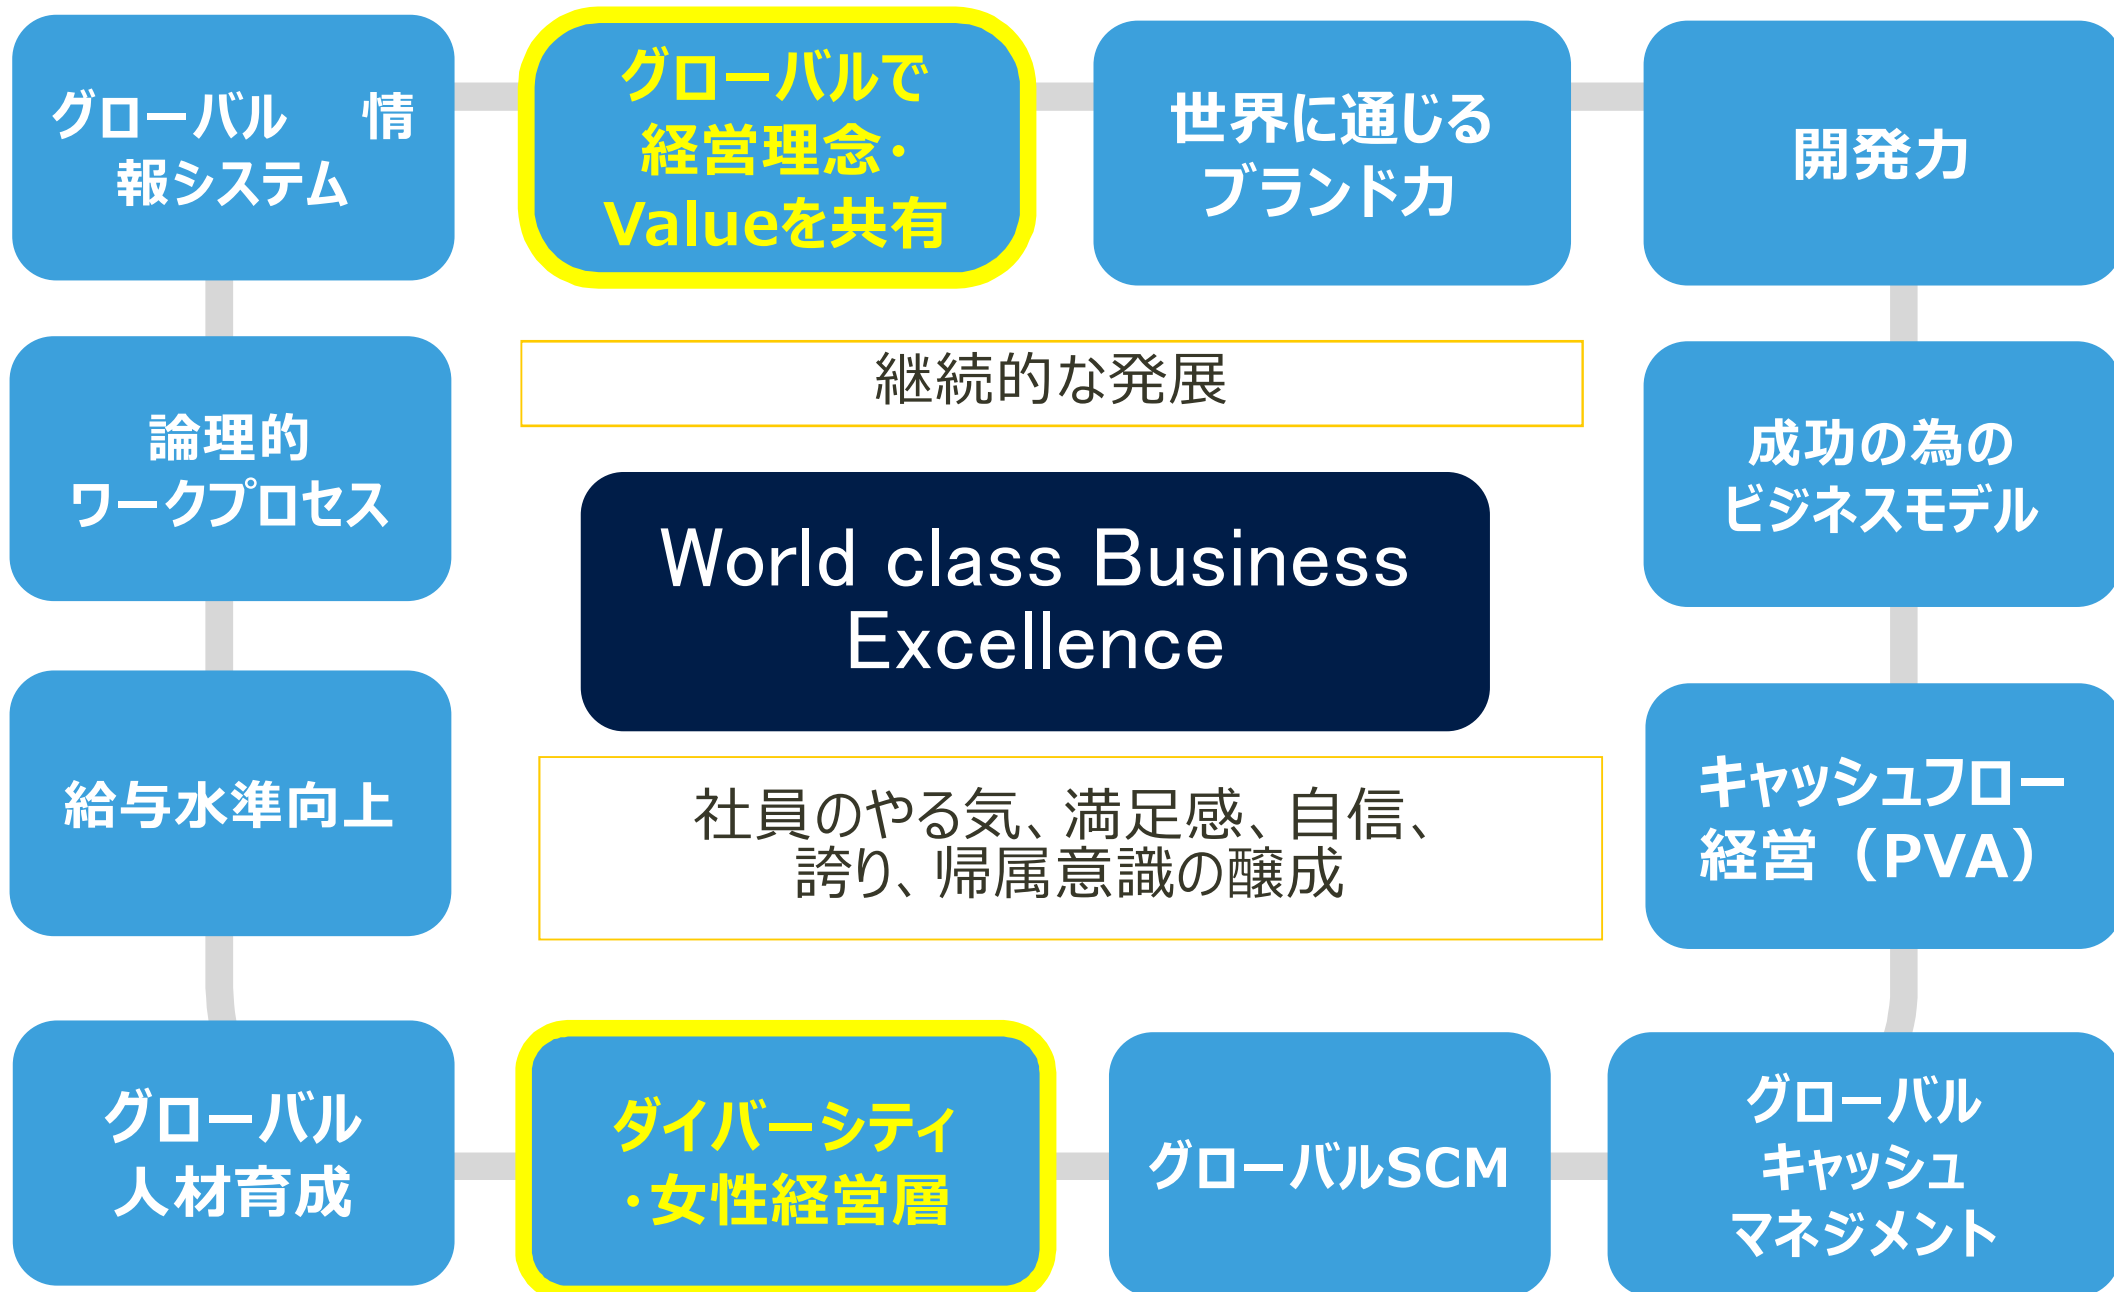 グローバル　情
報システム
グローバルで
経営理念・
Valueを共有
世界に通じる
ブランド力
開発力
継続的な発展
論理的
ワークプロセス
成功の為の
ビジネスモデル
World class Business
Excellence
給与水準向上
社員のやる気、満足感、自信、
誇り、帰属意識の醸成
キャッシュフロー
経営（PVA）
グローバル
人材育成
ダイバーシティ
・女性経営層
グローバルSCM
グローバル
キャッシュ
マネジメント